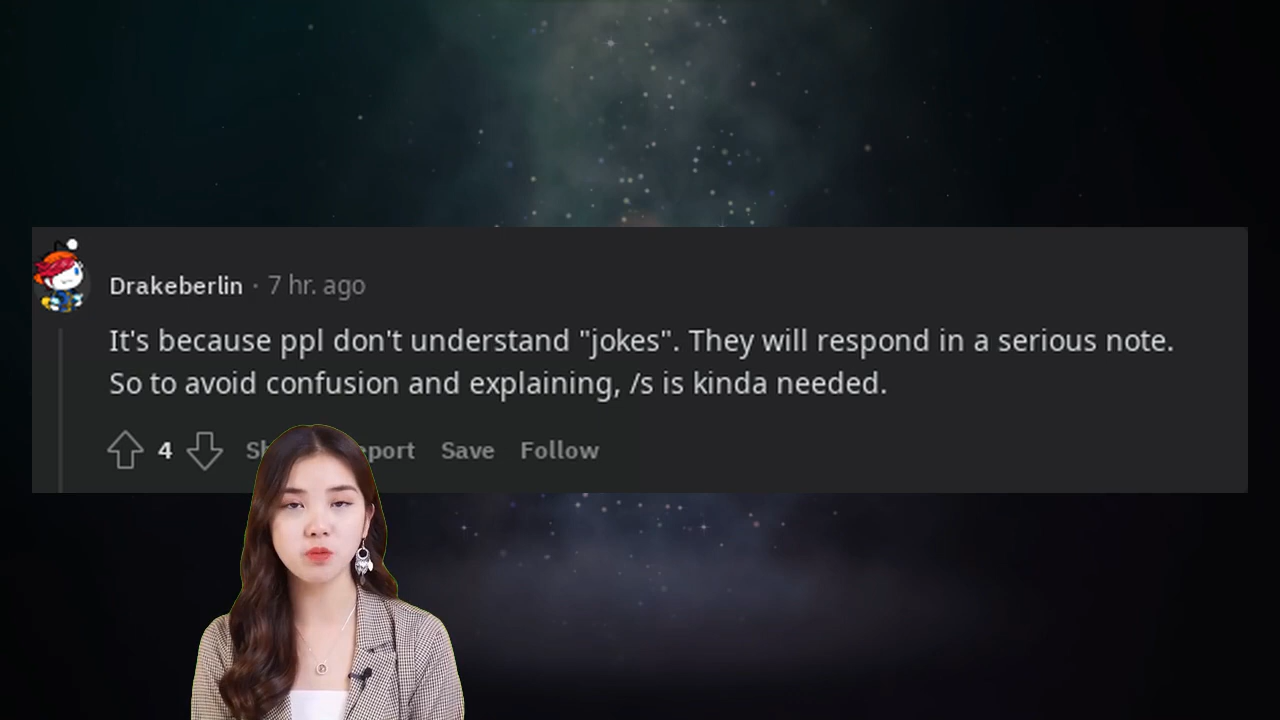 Drakeberlin · 7 hr. ago
It's because ppl don't understand "jokes". They will respond in a serious note.
So to avoid confusion and explaining, /s is kinda needed.
4 Save Follow